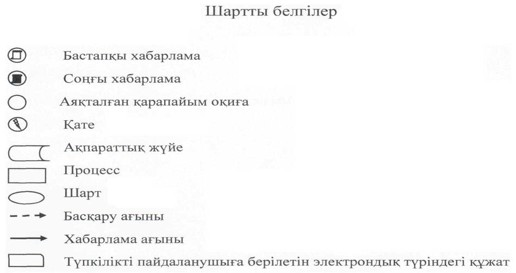 Шартты белгілер
Бастапқы хабарлама
Соңғы хабарлама
Аяқталған қарапайым оқиға
Қате
Ақпараттық жүйе
Процесс
Шарт
Басқару ағыны
Хабарлама ағыны
Түпкілікті пайдаланушыға берілетін электрондық түріндегі құжат